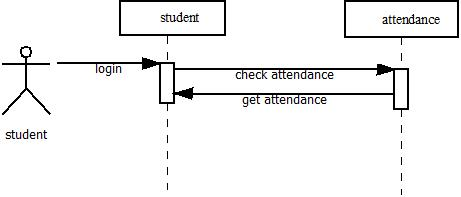 student
attendance
login
check attendance
get attendance
student